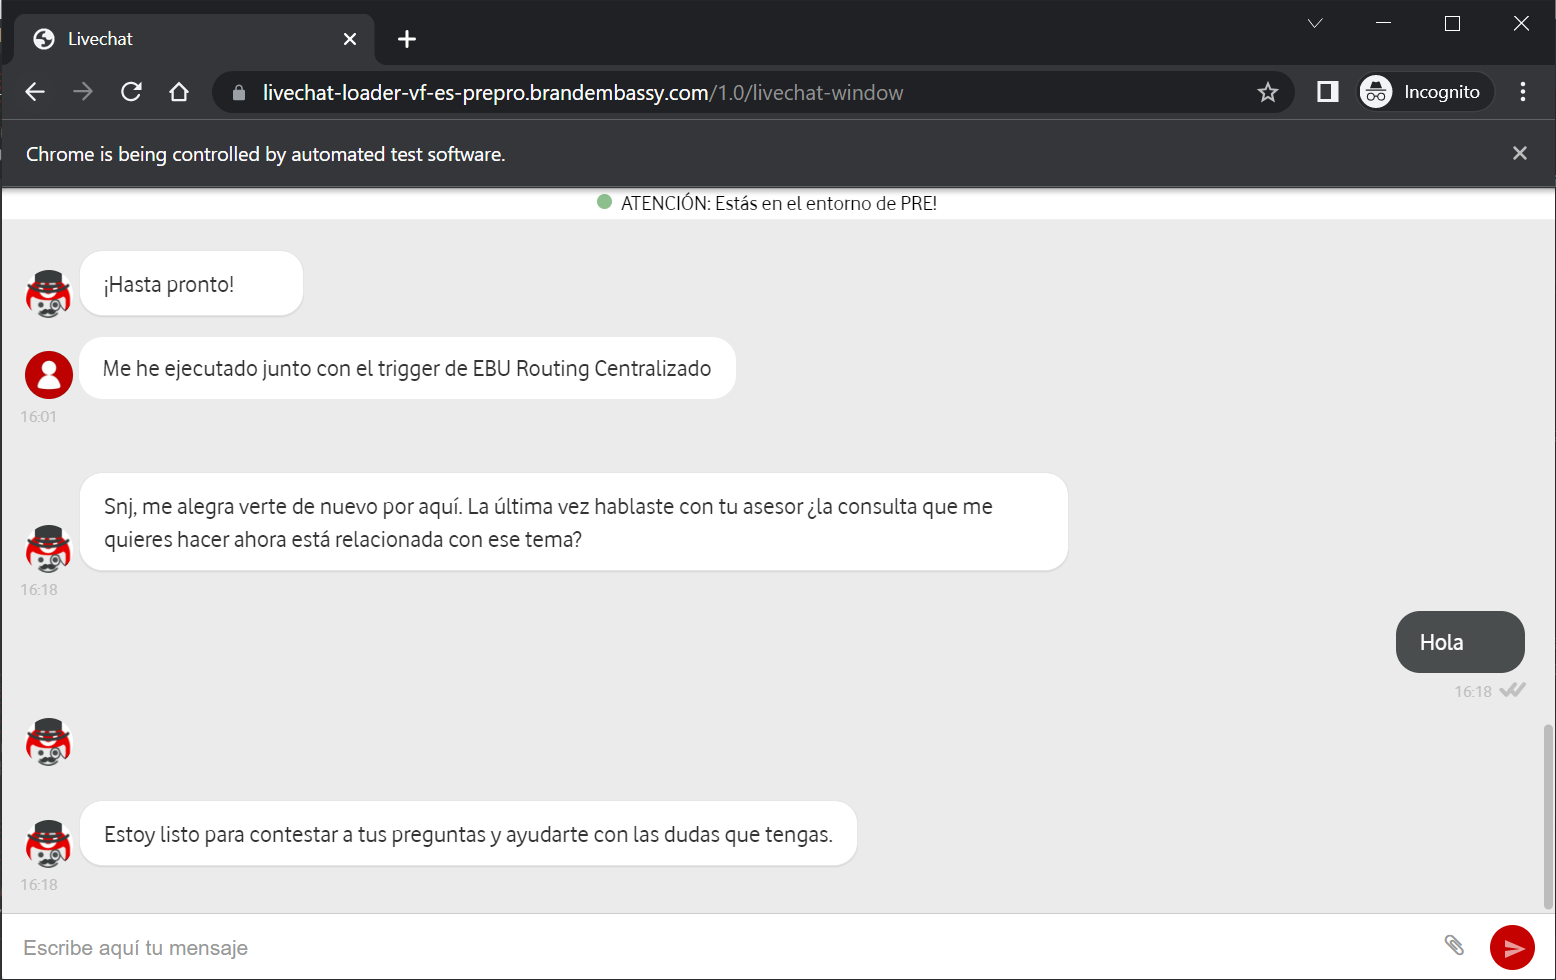 Livechat
livechat-loader-vf-es-prepro.brandembassy.com/1.0/livechat-window
Incognito
Chrome is being controlled by automated test software.
ATENCIÓN: Estás en el entorno de PRE!
¡Hasta pronto!
Me he ejecutado junto con el trigger de EBU Routing Centralizado
16:01
Snj, me alegra verte de nuevo por aquí. La última vez hablaste con tu asesor ¿la consulta que me
quieres hacer ahora está relacionada con ese tema?
16:18
Hola
16:18
Estoy listo para contestar a tus preguntas y ayudarte con las dudas que tengas.
16:18
Escribe aquí tu mensaje